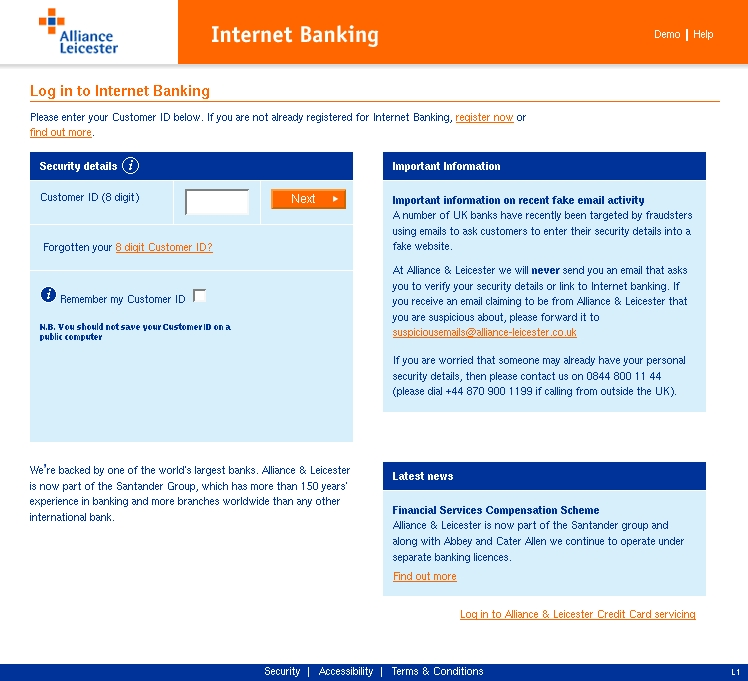 Alliance
Leicester
Internet Banking
Demo | Help
Log in to Internet Banking
Please enter your Customer ID below. If you are not already registered for Internet Banking, register now or
find out more.
Security details i
Customer ID (8 digit)
Next
Forgotten your 8 digit Customer ID?
i Remember my Customer ID
N.B. You should not save your Customer ID on a
public computer
We're backed by one of the world's largest banks. Alliance & Leicester
is now part of the Santander Group, which has more than 150 years'
experience in banking and more branches worldwide than any other
international bank.
Important Information
Important information on recent fake email activity
A number of UK banks have recently been targeted by fraudsters
using emails to ask customers to enter their security details into a
fake website.
At Alliance & Leicester we will never send you an email that asks
you to verify your security details or link to Internet banking. If
you receive an email claiming to be from Alliance & Leicester that
you are suspicious about, please forward it to
suspiciousemails@alliance-leicester.co.uk
If you are worried that someone may already have your personal
security details, then please contact us on 0844 800 11 44
(please dial +44 870 900 1199 if calling from outside the UK).
Latest news
Financial Services Compensation Scheme
Alliance & Leicester is now part of the Santander group and
along with Abbey and Cater Allen we continue to operate under
separate banking licences.
Find out more
Log in to Alliance & Leicester Credit Card servicing
Security | Accessibility | Terms & Conditions
L1